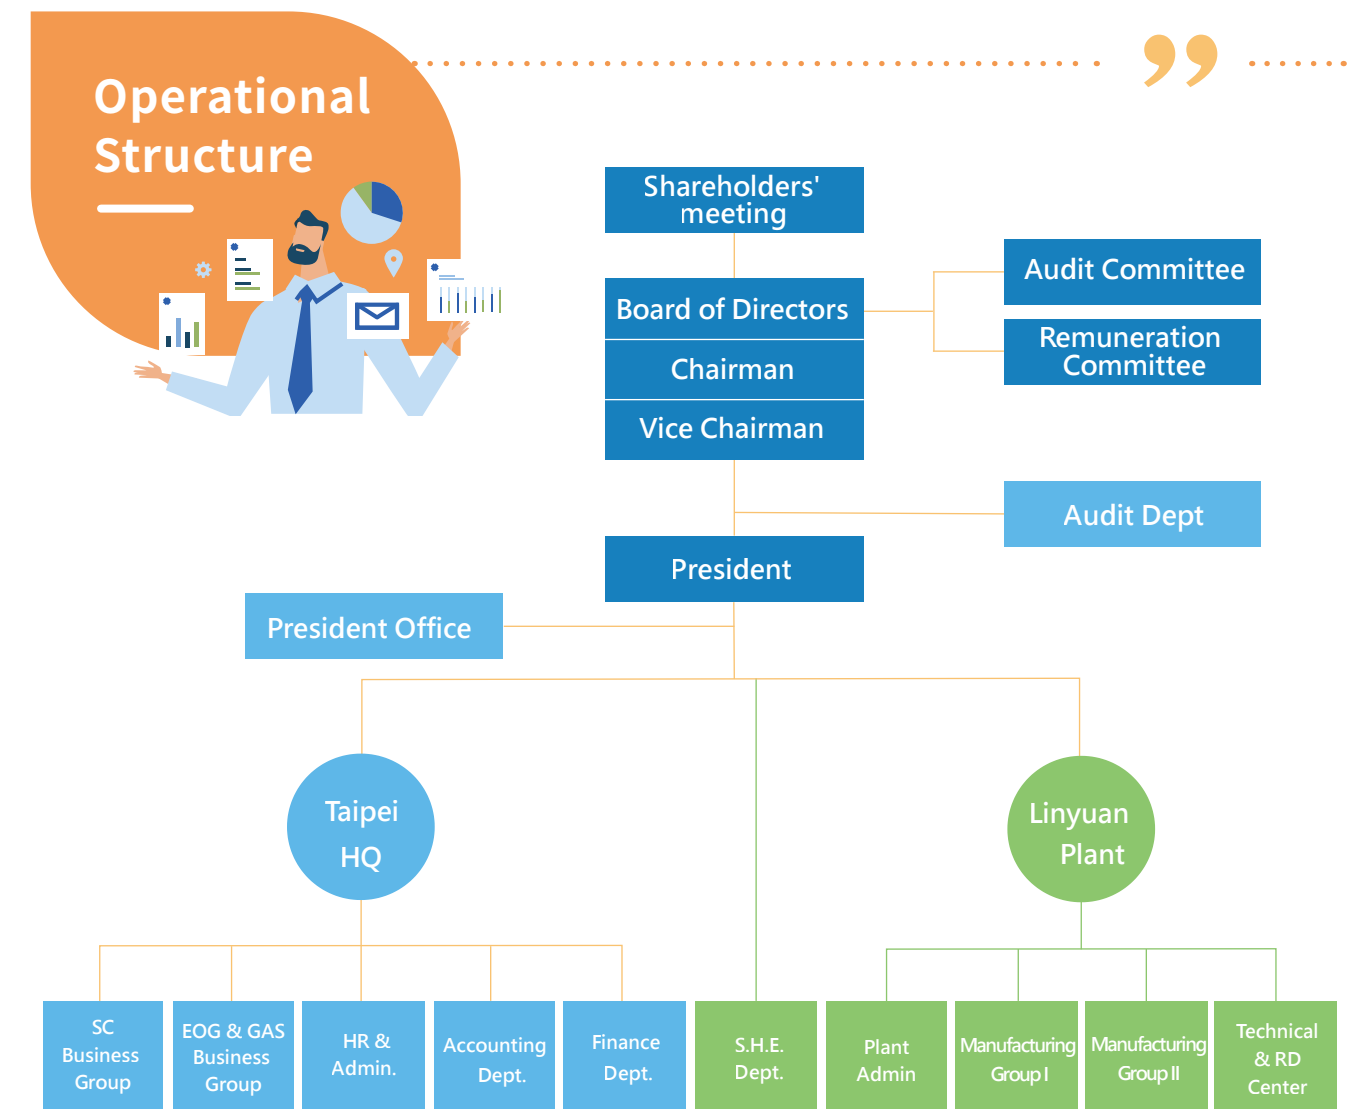 Operational
Structure
”
Shareholders'
meeting
Board of Directors
Chairman
Vice Chairman
Audit Committee
Remuneration
Committee
Audit Dept
President
President Office
Taipei
HQ
Linyuan
Plant
SC
Business
Group
EOG & GAS
Business
Group
HR &
Admin.
Accounting
Dept.
Finance
Dept.
S.H.E.
Dept.
Plant
Admin
Manufacturing
Group I
Manufacturing
Group II
Technical
& RD
Center